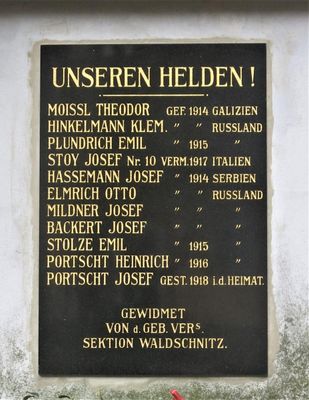 UNSEREN HELDEN!
MOISSL THEODOR GEF. 1914 GALIZIEN
HINKELMANN KLEM. " " RUSSLAND
PLUNDRICH EMIL " 1915 "
STOY JOSEF Nr. 10 VERM. 1917 ITALIEN
HASSEMANN JOSEF " 1914 SERBIEN
ELMRICH OTTO " " RUSSLAND
MILDNER JOSEF " " "
BACKERT JOSEF " " "
STOLZE EMIL " 1915 "
PORTSCHT HEINRICH " 1916 "
PORTSCHT JOSEF GEST. 1918 i.d. HEIMAT.
GEWIDMET
VON d. GEB. VERS.
SEKTION WALDSCHNITZ.